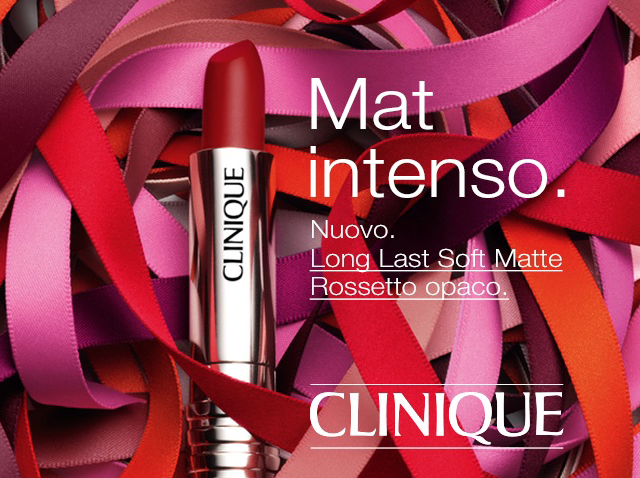 CLINIQUE
Mat
intenso.
Nuovo.
Long Last Soft Matte
Rossetto opaco.
CLINIQUE